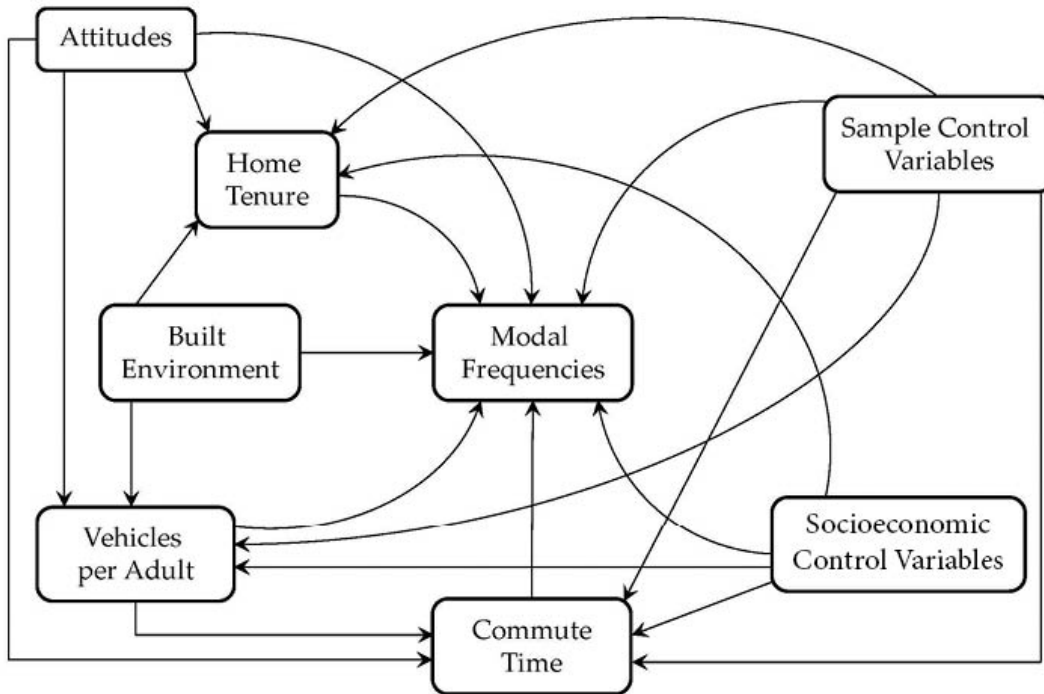 Attitudes
Sample Control
Variables
Home
Tenure
Built
Environment
Modal
Frequencies
Vehicles
per Adult
Socioeconomic
Control Variables
Commute
Time